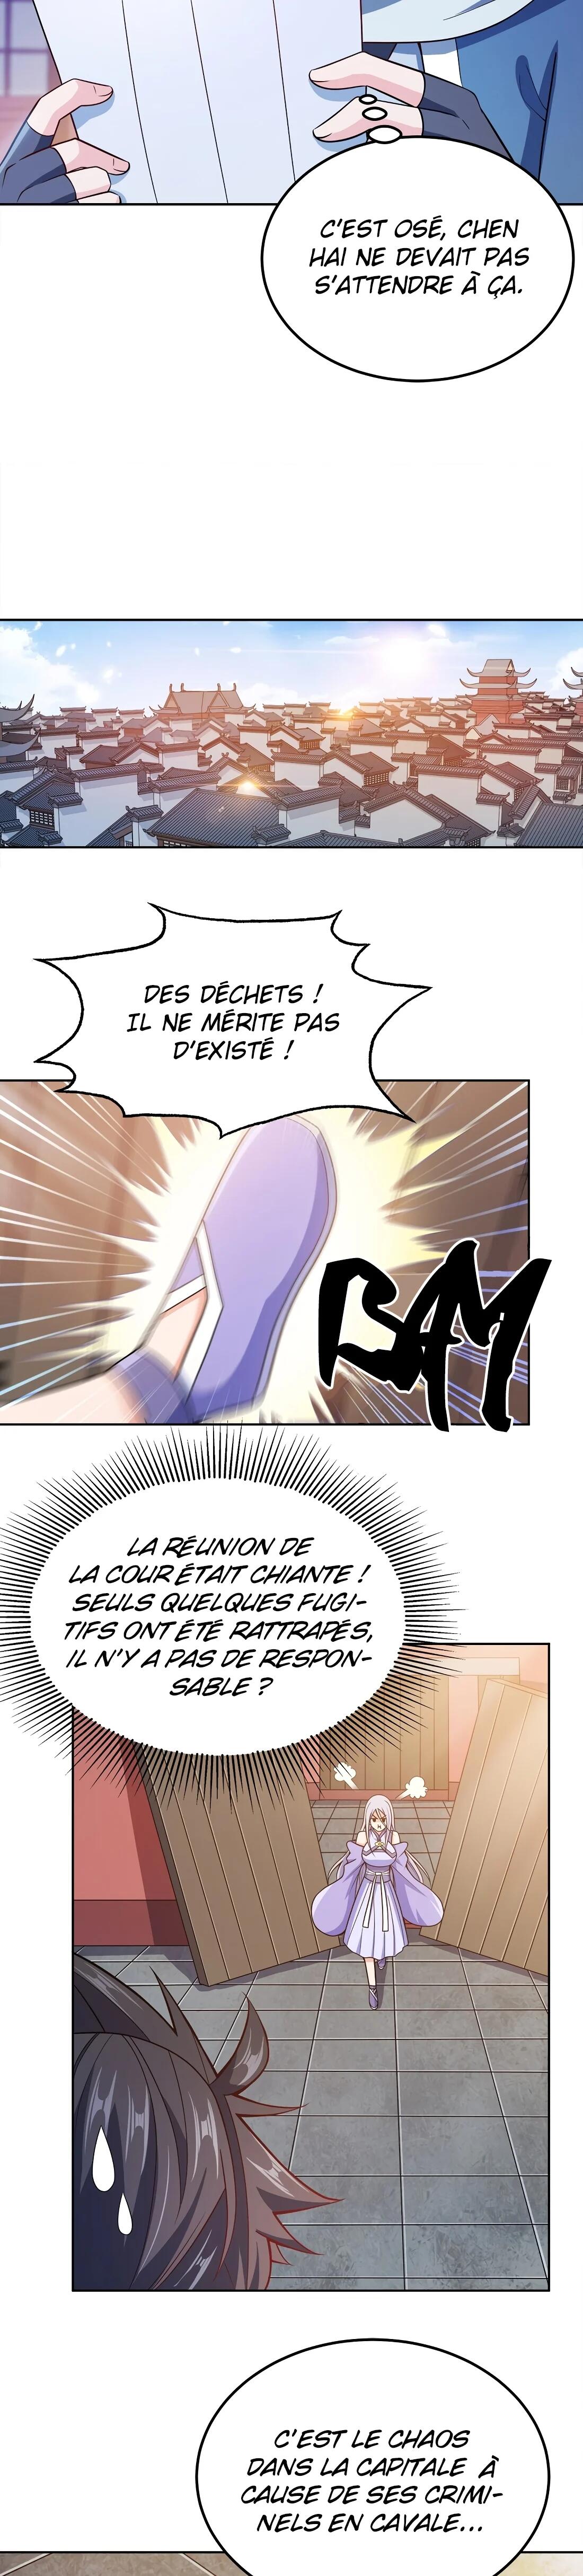 C'EST OSÉ, CHEN
HAI NE DEVAIT PAS
S'ATTENDRE À ÇA.
DES DÉCHETS !
IL NE MÉRITE PAS
D'EXISTÉ !
BAM
LA RÉUNION DE
LA COUR ÉTAIT CHIANTE !
SEULS QUELQUES FUGI-
TIFS ONT ÉTÉ RATTRAPÉS,
IL N'Y A PAS DE RESPON-
SABLE ?
C'EST LE CHAOS
DANS LA CAPITALE À
CAUSE DE SES CRIMI-
NELS EN CAVALE...